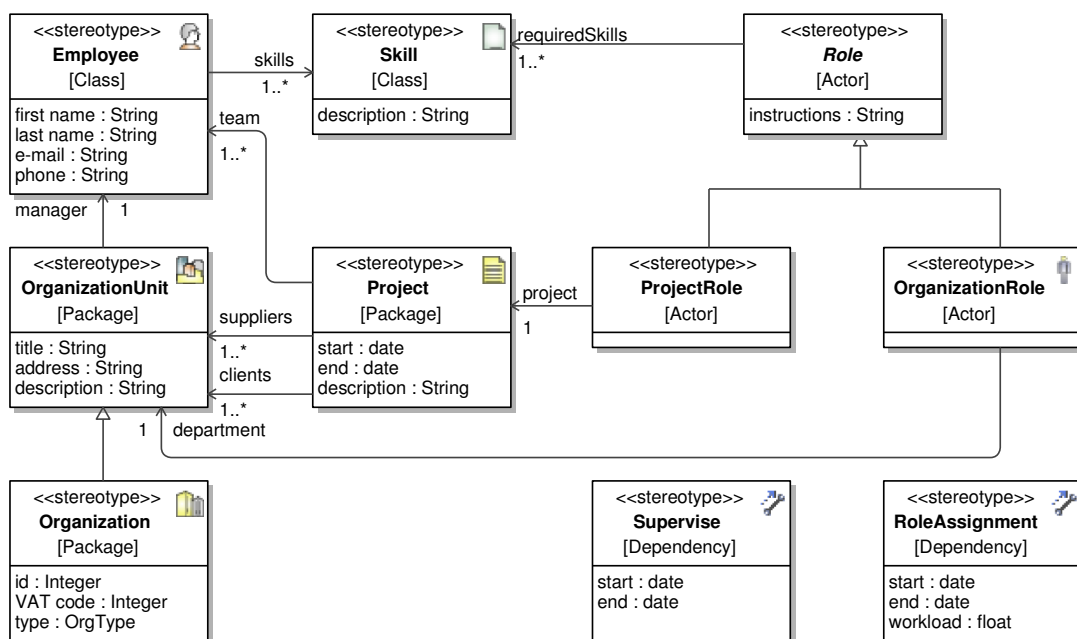 <<stereotype>>
Employee
[Class]
first name : String
last name : String
e-mail : String
phone : String
skills
1..*
<<stereotype>>
Skill
[Class]
description : String
requiredSkills
1..*
<<stereotype>>
Role
[Actor]
instructions : String
team
1..*
manager
1
<<stereotype>>
OrganizationUnit
[Package]
title : String
address : String
description : String
suppliers
1..*
clients
1..*
<<stereotype>>
Project
[Package]
start : date
end : date
description : String
project
1
<<stereotype>>
ProjectRole
[Actor]
<<stereotype>>
OrganizationRole
[Actor]
1
department
<<stereotype>>
Organization
[Package]
id : Integer
VAT code : Integer
type : OrgType
<<stereotype>>
Supervise
[Dependency]
start : date
end : date
<<stereotype>>
RoleAssignment
[Dependency]
start : date
end : date
workload : float